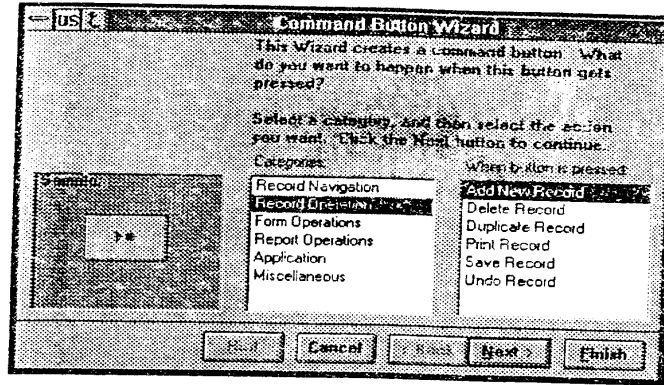 US
Command Button Wizard
This Wizard creates a command button. What
do you want to happen when this button gets
pressed?
Select a category, and then select the action
you want. Click the Next button to continue.
Categories:
When button is pressed:
Sample:
Record Navigation
Record Operations
Form Operations
Report Operations
Application
Miscellaneous
Add New Record
Delete Record
Duplicate Record
Print Record
Save Record
Undo Record
Cancel
< Back
Next >
Finish